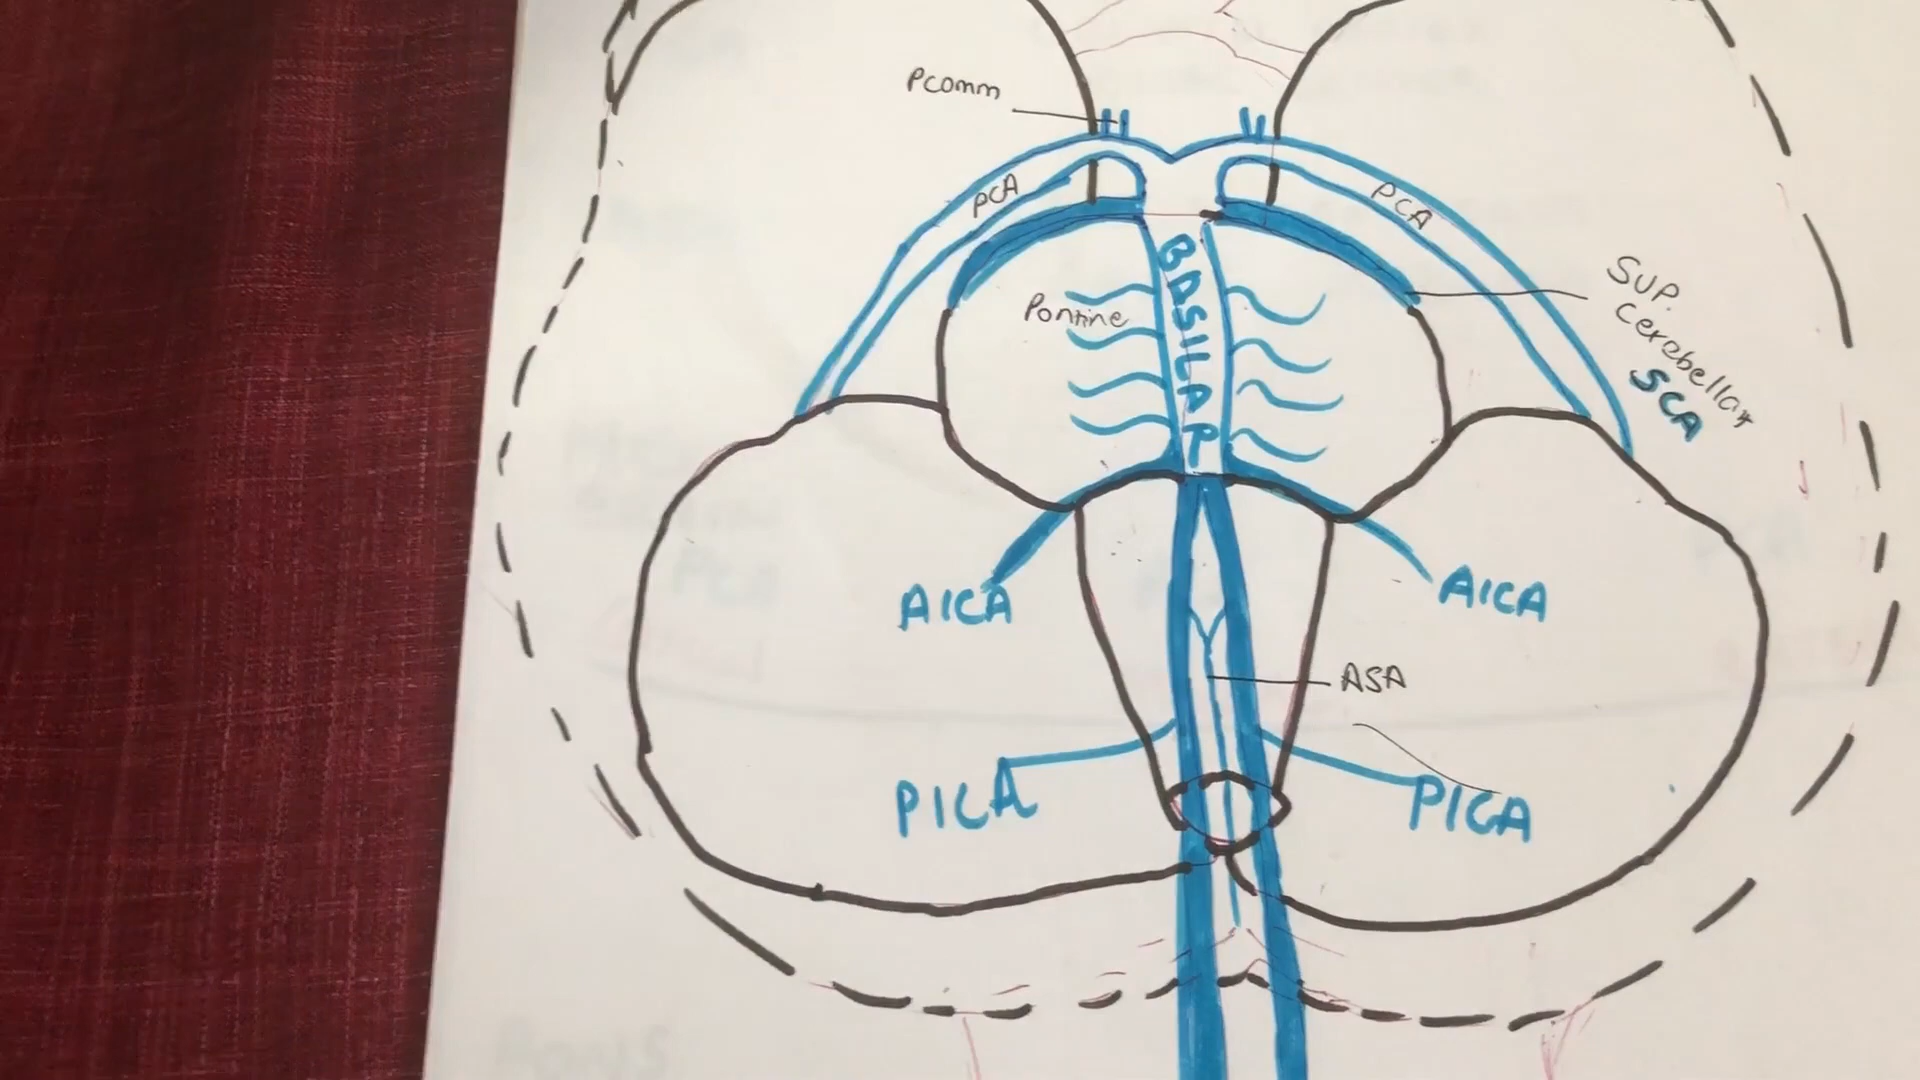 Pcomm
PCA
PCA
BASILAR
SUP.
Cerebellar
SCA
Pontine
AICA
AICA
ASA
PICA
PICA